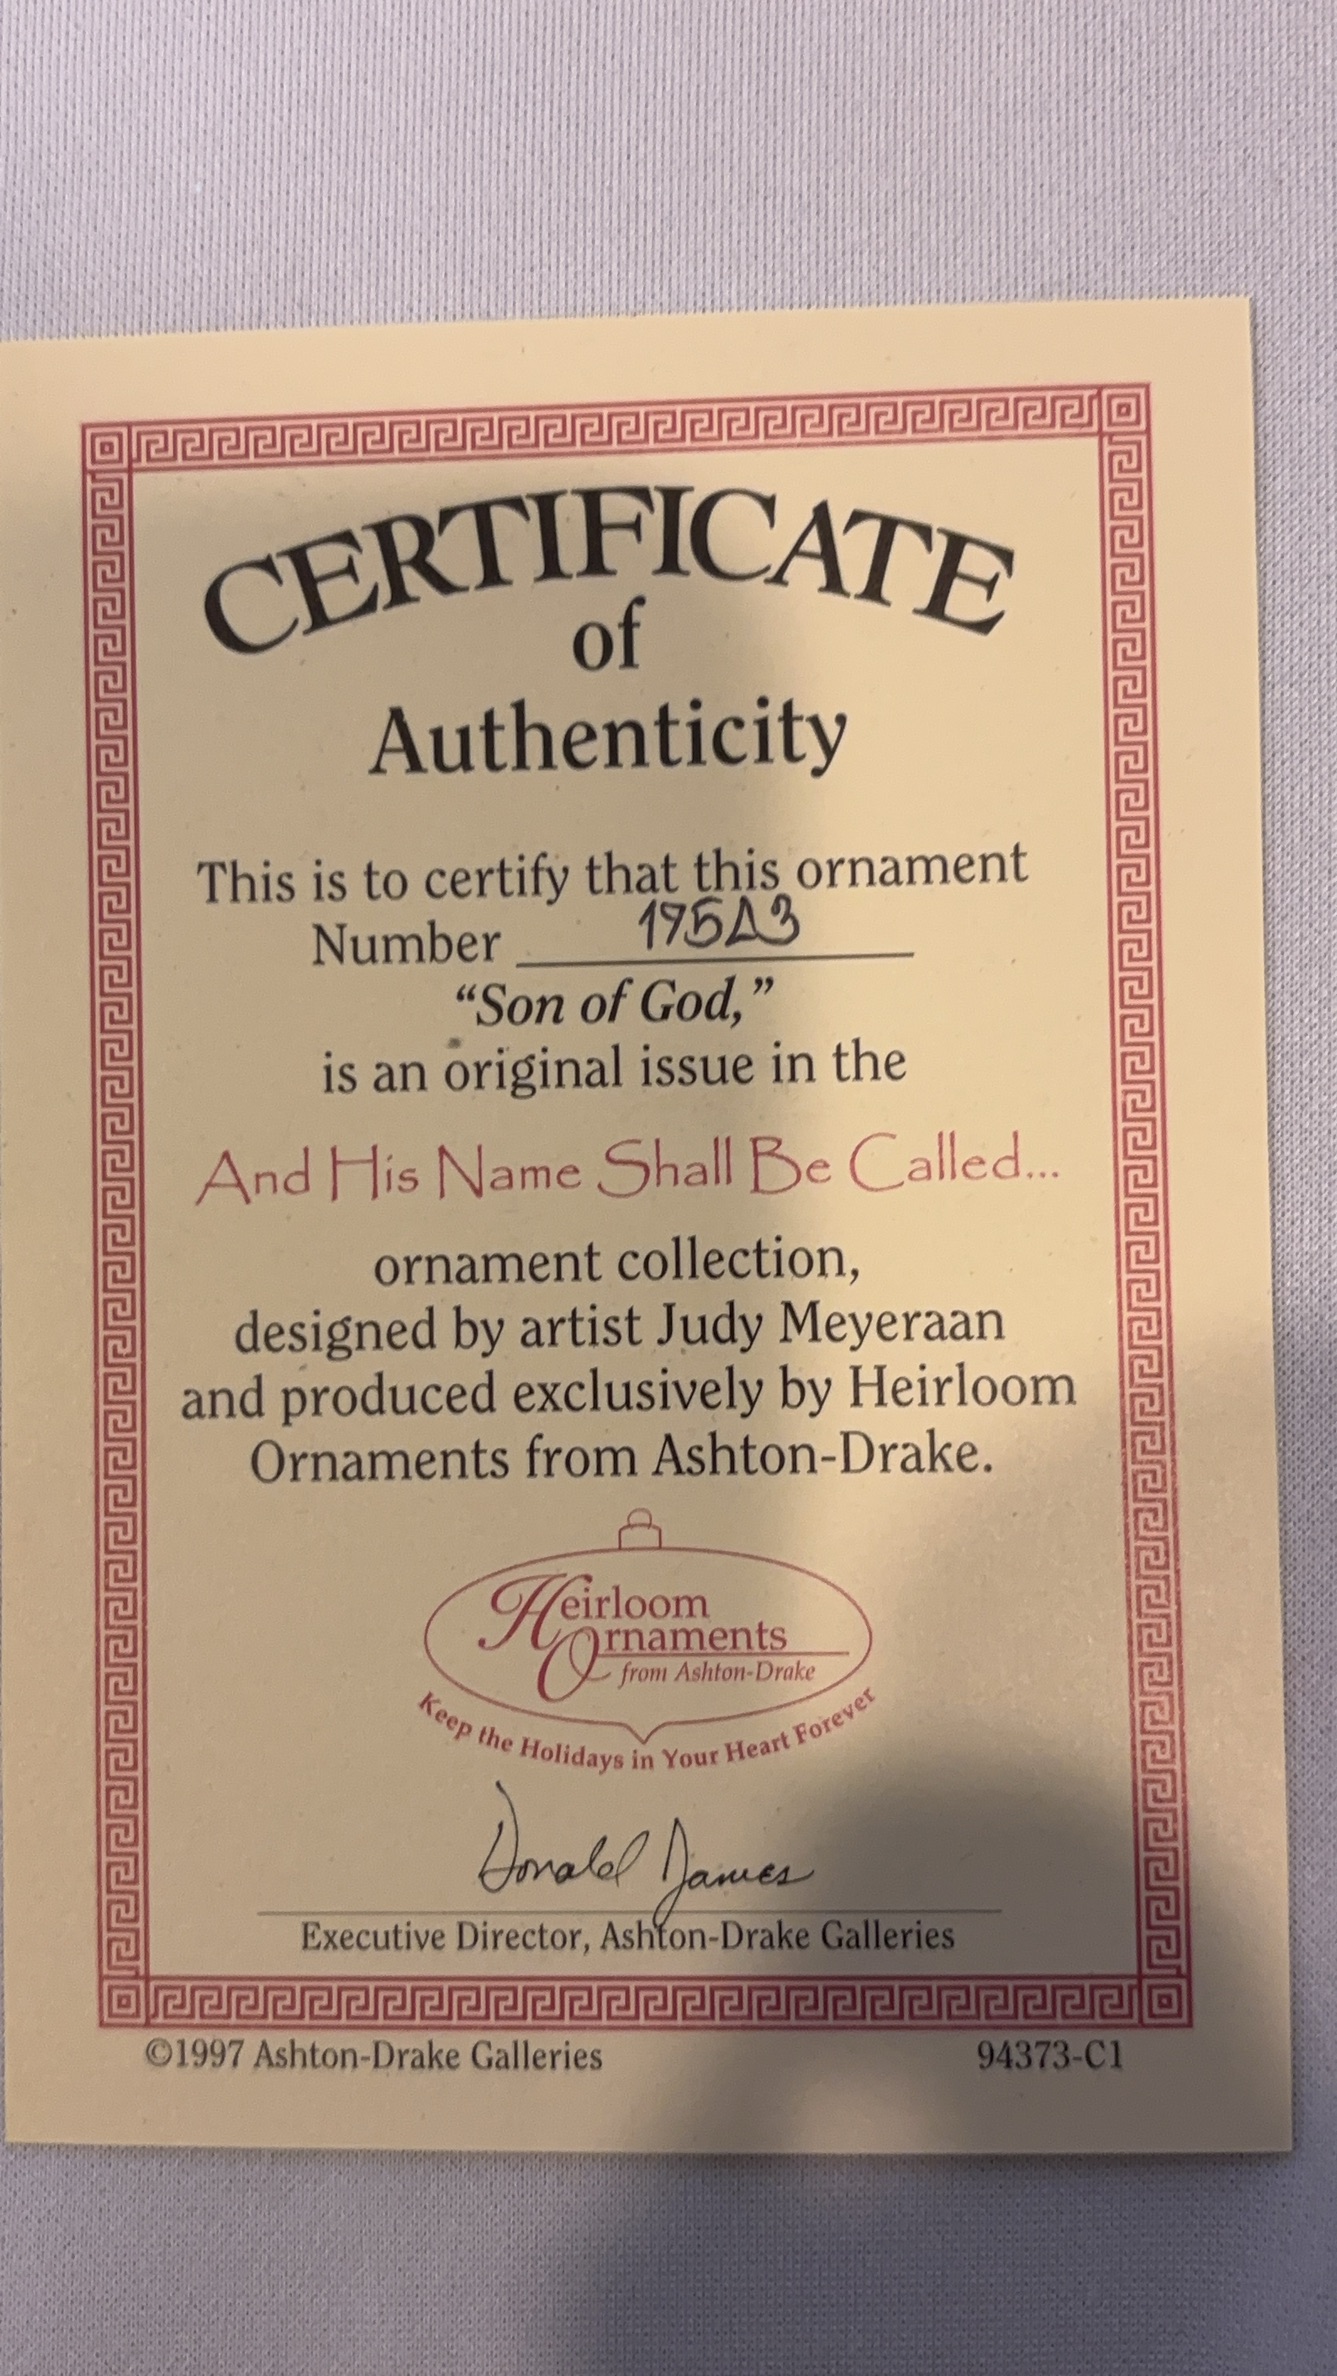 CERTIFICATE
of
Authenticity
This is to certify that this ornament
Number 195A3
"Son of God,"
is an original issue in the
And His Name Shall Be Called...
ornament collection,
designed by artist Judy Meyeraan
and produced exclusively by Heirloom
Ornaments from Ashton-Drake.
Heirloom
Ornaments
from Ashton-Drake
Keep the Holidays in Your Heart Forever
Donald James
Executive Director, Ashton-Drake Galleries
©1997 Ashton-Drake Galleries
94373-C1